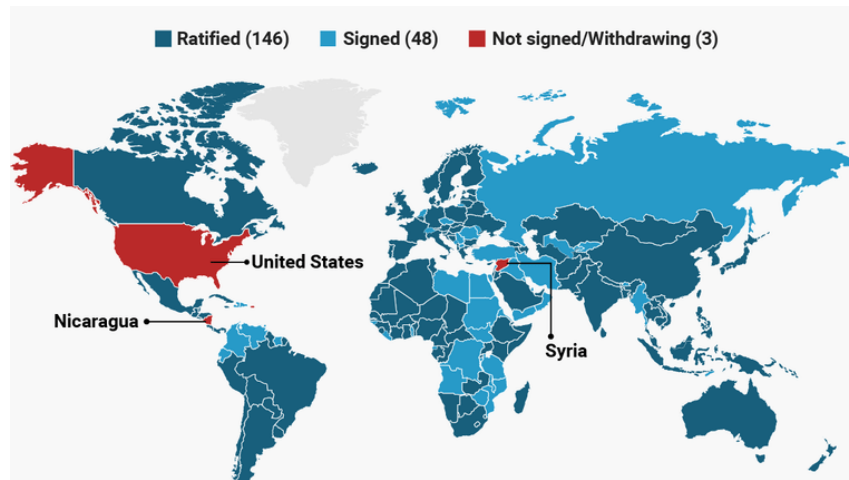 Ratified (146) Signed (48) Not signed/Withdrawing (3)
United States
Nicaragua
Syria